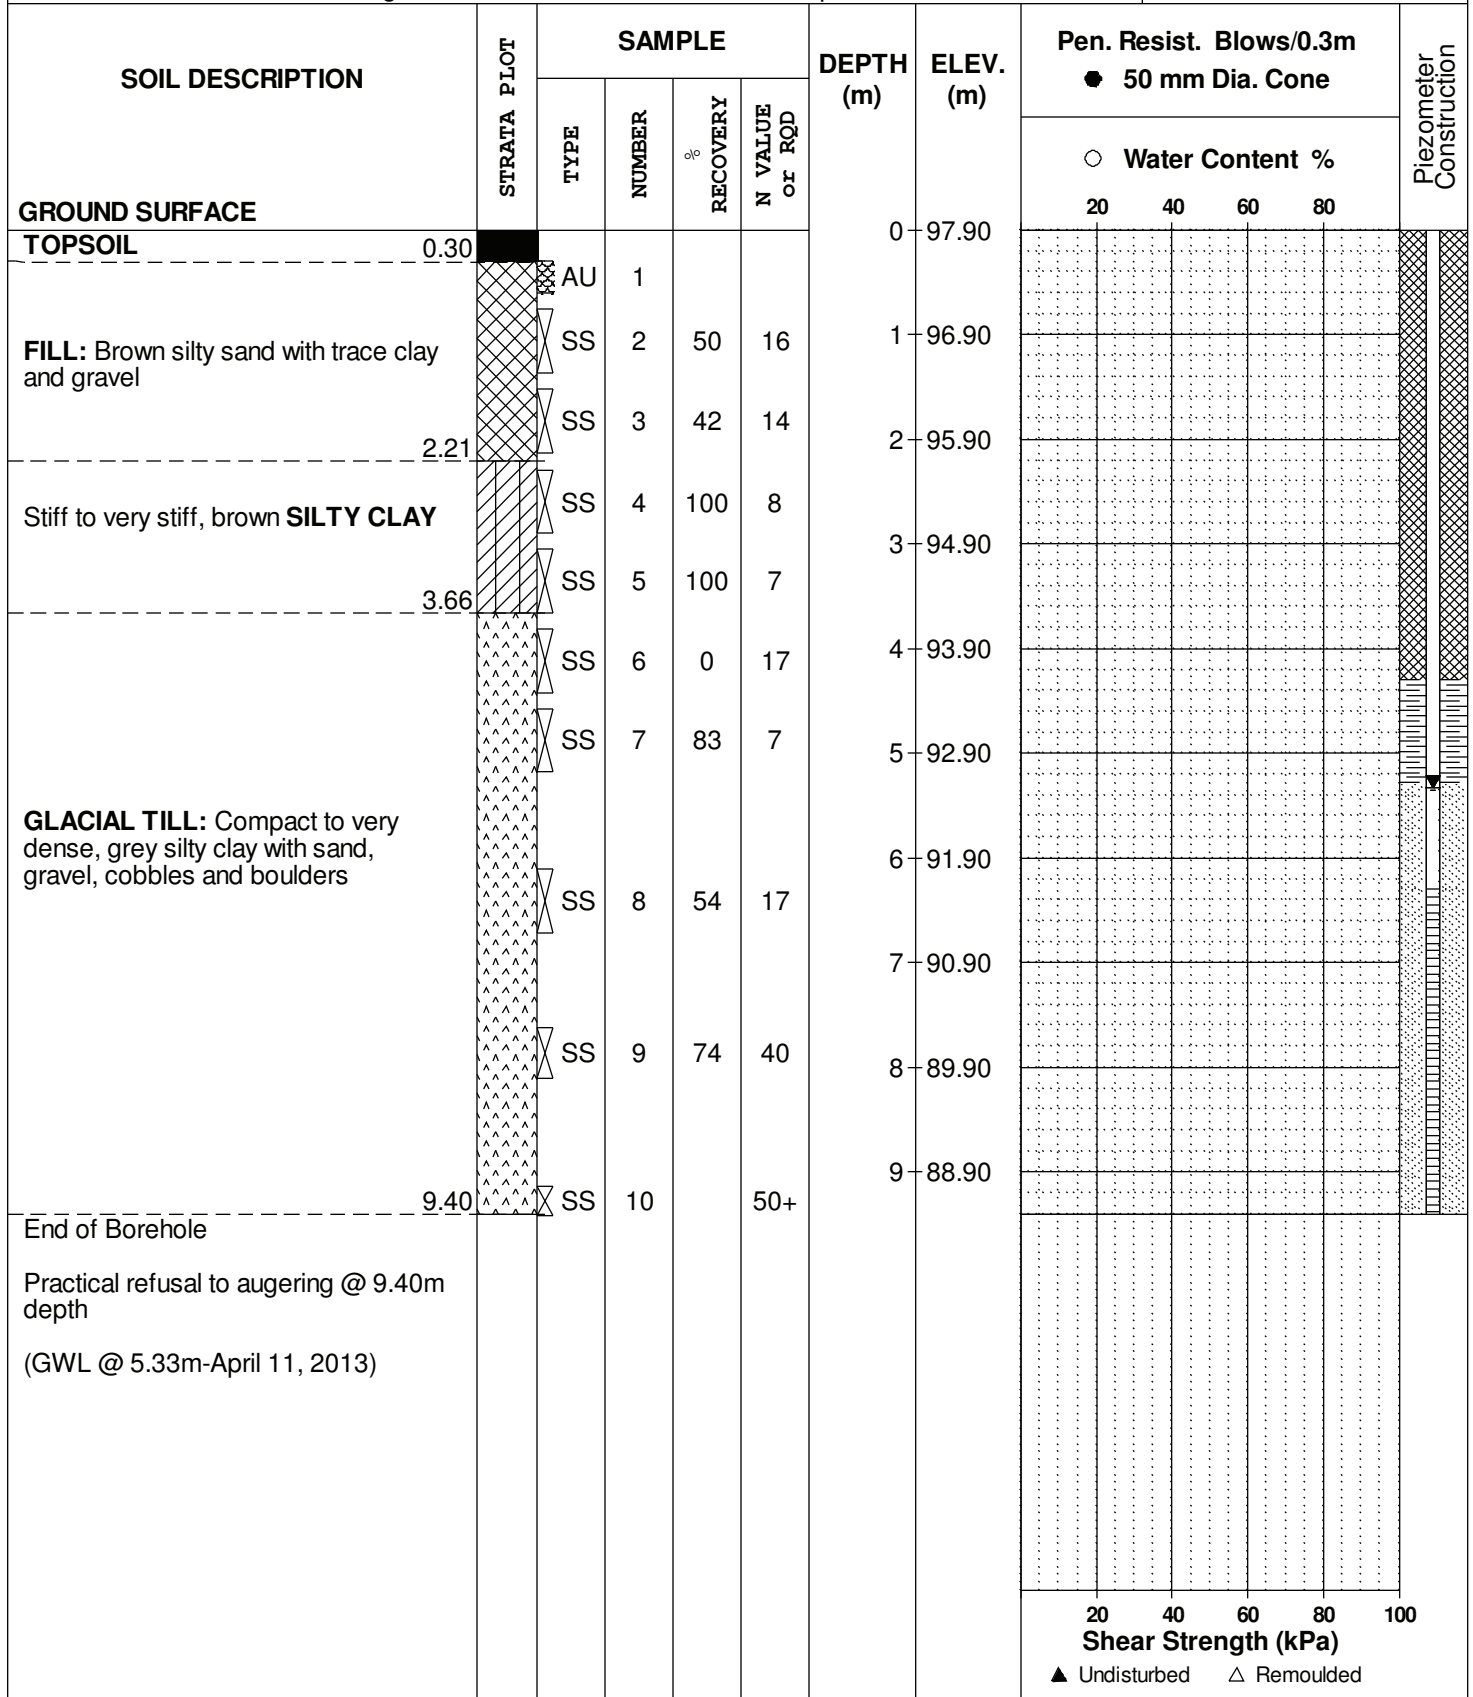 SOIL DESCRIPTION
GROUND SURFACE
STRATA PLOT
SAMPLE
TYPE
NUMBER
% RECOVERY
N VALUE or RQD
DEPTH (m)
ELEV. (m)
Pen. Resist. Blows/0.3m
● 50 mm Dia. Cone
○ Water Content %
20 40 60 80
Piezometer Construction
TOPSOIL 0.30
0 97.90
AU 1
FILL: Brown silty sand with trace clay
and gravel
SS 2 50 16
1 96.90
SS 3 42 14
2 95.90
2.21
Stiff to very stiff, brown SILTY CLAY
SS 4 100 8
3 94.90
SS 5 100 7
3.66
4 93.90
SS 6 0 17
SS 7 83 7
5 92.90
GLACIAL TILL: Compact to very
dense, grey silty clay with sand,
gravel, cobbles and boulders
6 91.90
SS 8 54 17
7 90.90
SS 9 74 40
8 89.90
9 88.90
9.40
SS 10 50+
End of Borehole
Practical refusal to augering @ 9.40m
depth
(GWL @ 5.33m-April 11, 2013)
20 40 60 80 100
Shear Strength (kPa)
▲ Undisturbed △ Remoulded